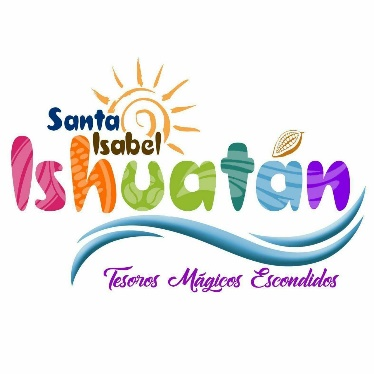 Santa
Isabel
Ishuatán
Tesoros Mágicos Escondidos